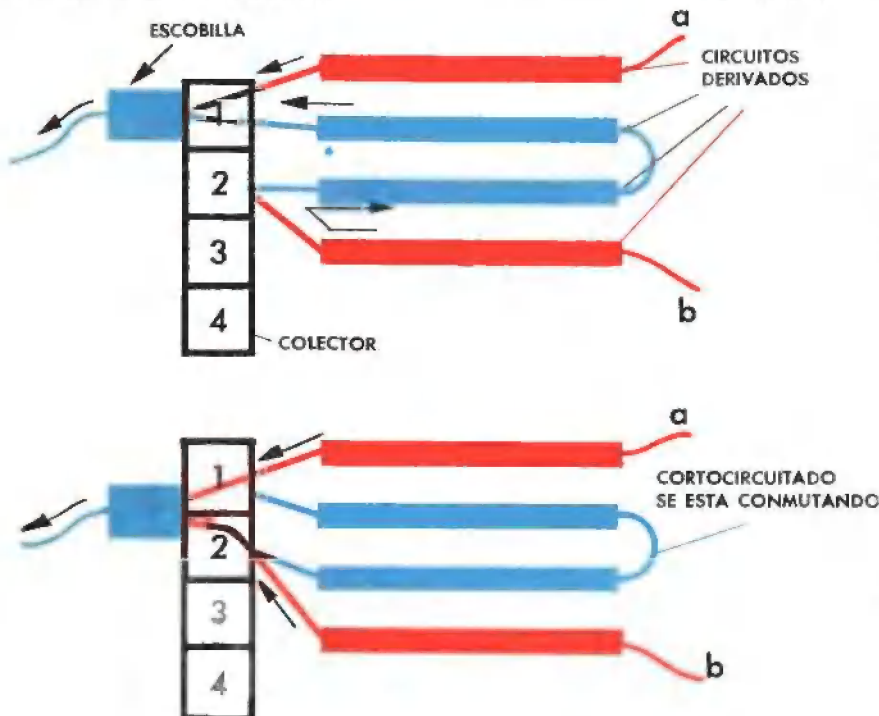 ESCOBILLA
a
CIRCUITOS
DERIVADOS
1
2
3
4
b
COLECTOR
a
CORTOCIRCUITADO
SE ESTA CONMUTANDO
1
2
3
4
b